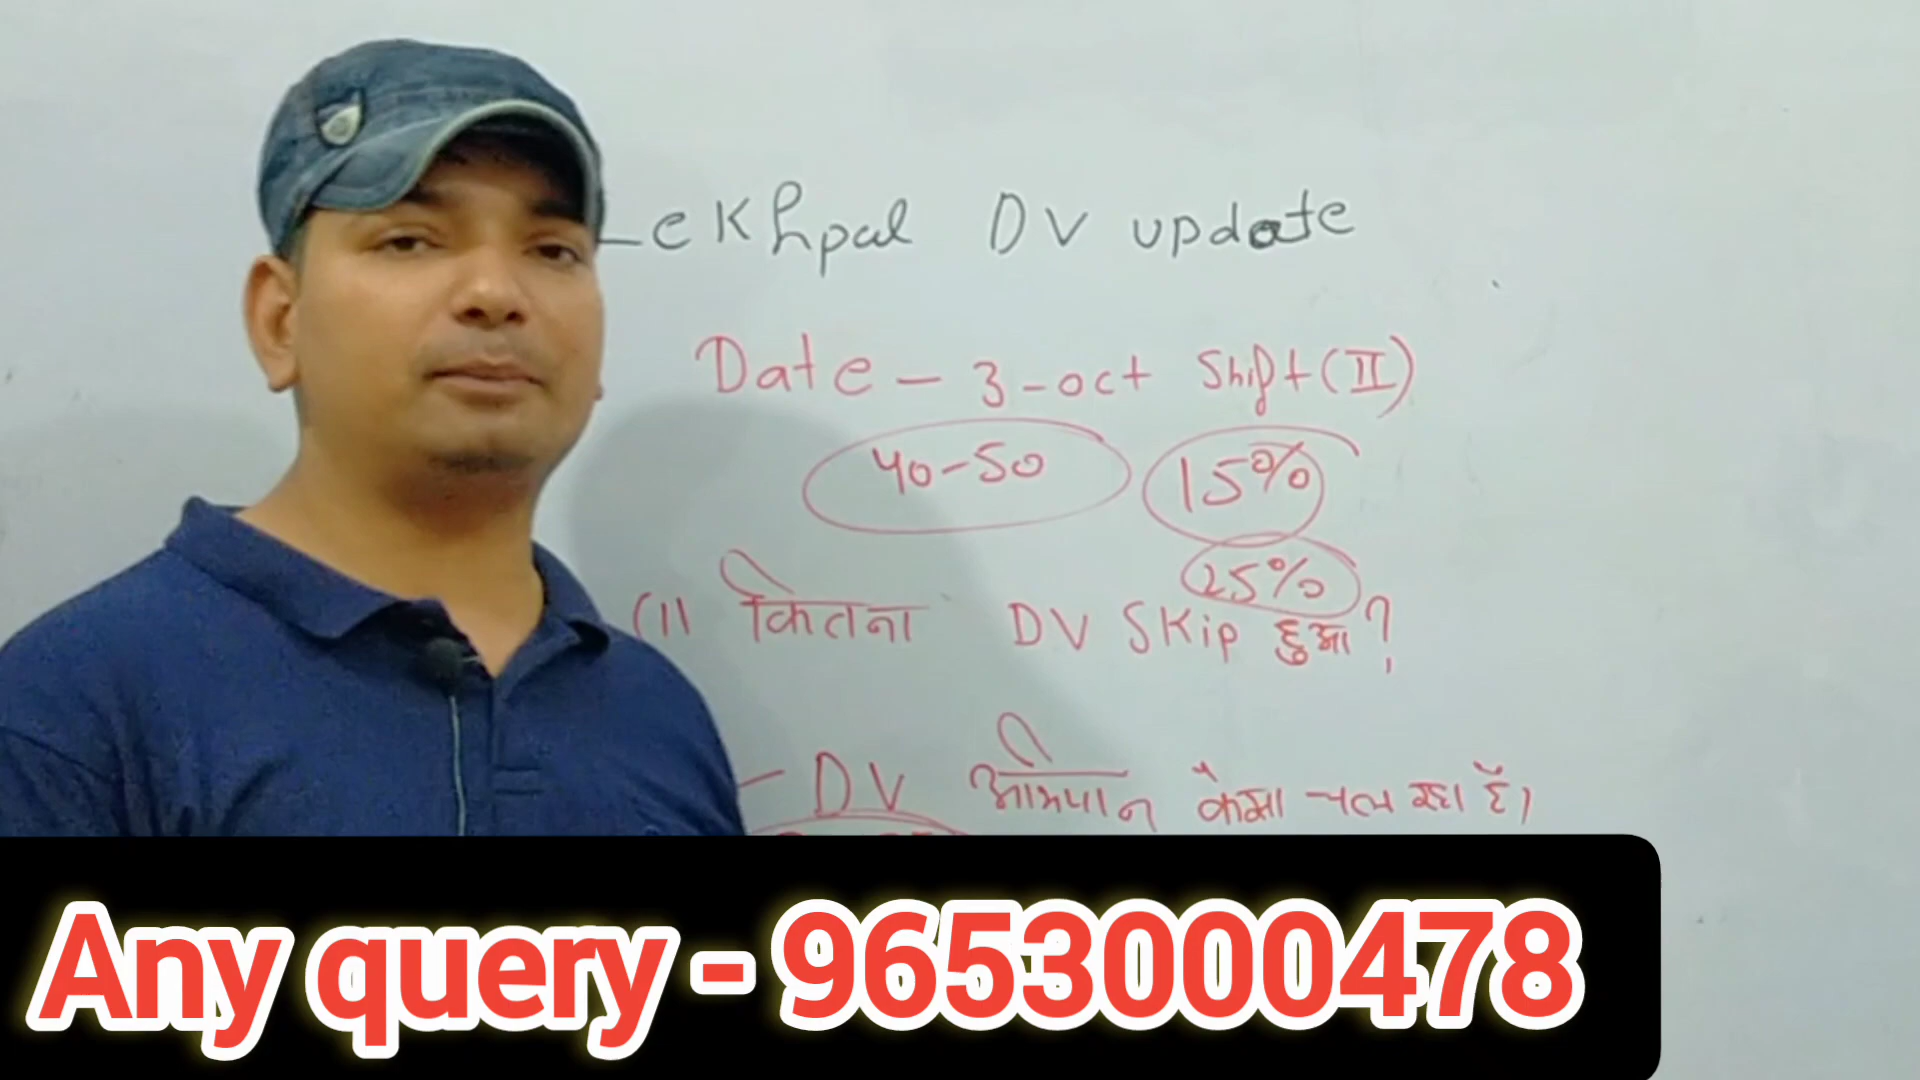 Lekhpal DV update
Date - 3-oct Shift (II)
40-50 15%
25%
(1) कितना DV SKip हुआ?
- DV अभियान कैसा चल रहा है।
Any query - 9653000478